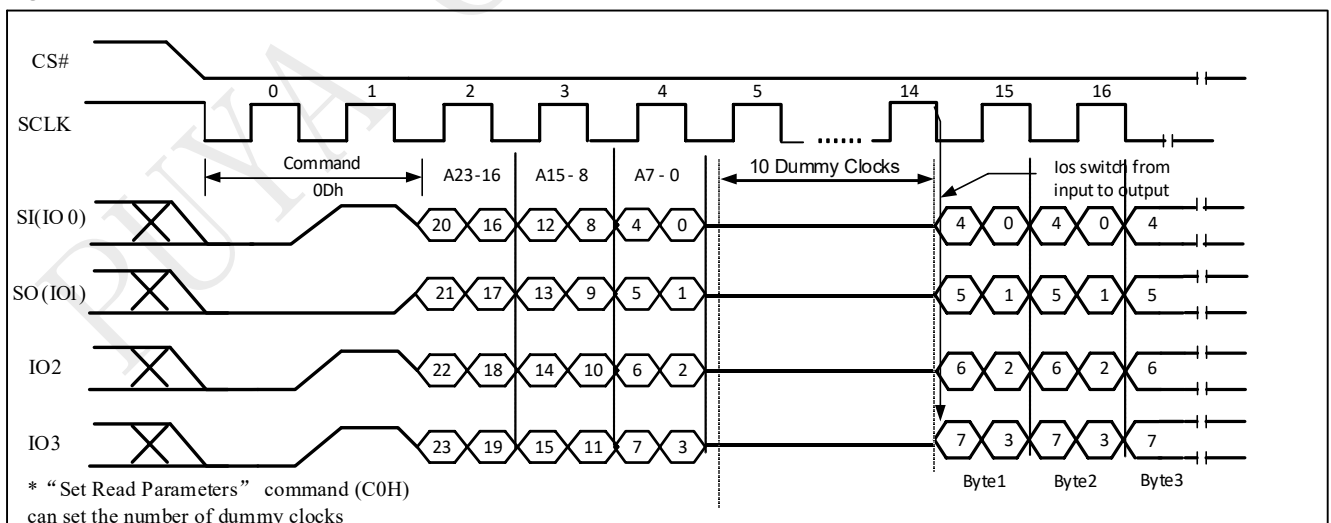 CS#
0 1 2 3 4 5 14 15 16
SCLK
Command
0Dh
A23-16 A15-8 A7-0
10 Dummy Clocks
Ios switch from
input to output
SI(IO 0) 20 16 12 8 4 0 4 0 4 0 4
SO(IO1) 21 17 13 9 5 1 5 1 5 1 5
IO2 22 18 14 10 6 2 6 2 6 2 6
IO3 23 19 15 11 7 3 7 3 7 3 7
Byte1 Byte2 Byte3
* “Set Read Parameters” command (C0H)
can set the number of dummy clocks
PUYA